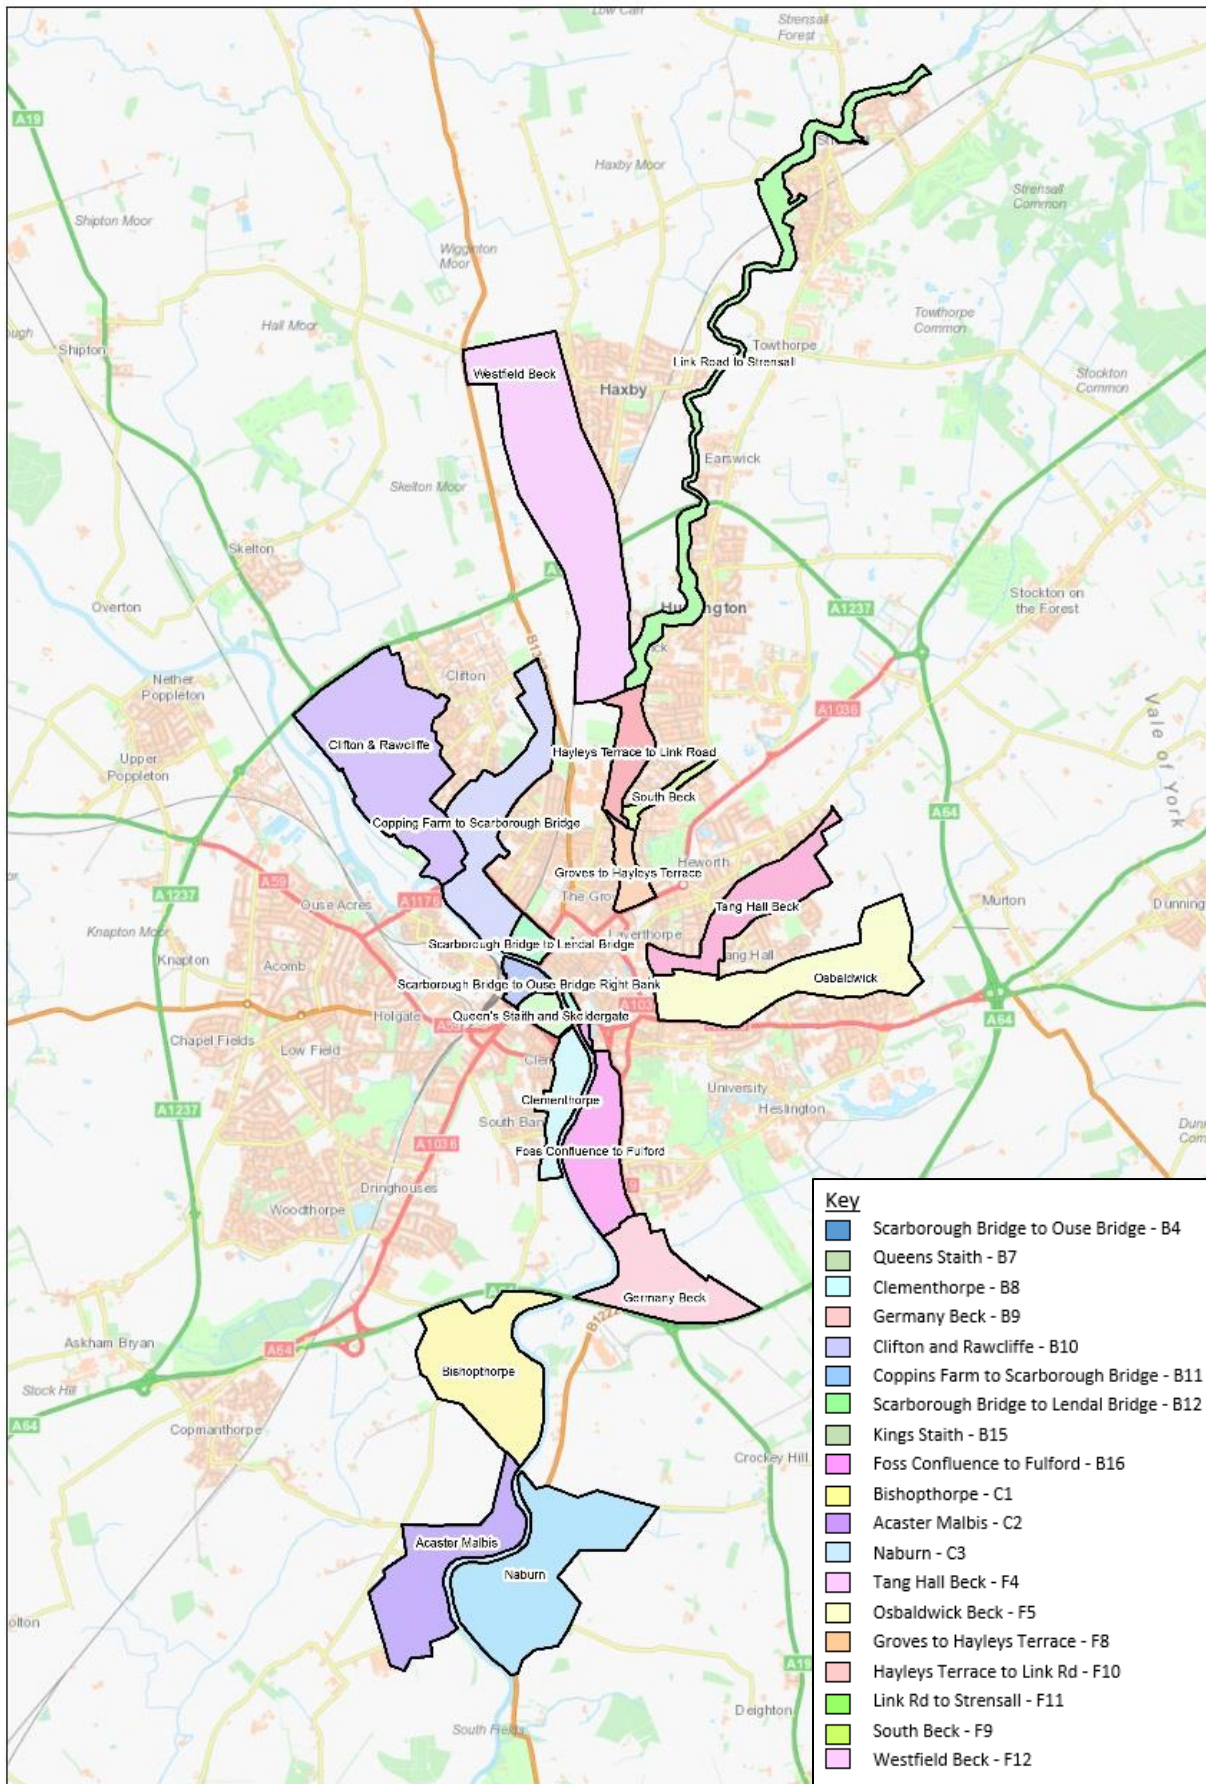 Low Carr
Strensall
Forest
A19
Haxby Moor
Strensall
Common
Shipton Moor
Wigginton
Moor
Hall Moor
Towthorpe
Common
Shipton
Towthorpe
Link Road to Strensall
Westfield Beck
Haxby
Stockton
Common
Earswick
Skelton Moor
Skelton
Overton
Stockton on
the Forest
A1237
Clifton
Nether
Poppleton
Vale of York
A1036
Clifton & Rawcliffe
Hayleys Terrace to Link Road
Upper
Poppleton
South Beck
A64
Copping Farm to Scarborough Bridge
Heworth
Groves to Hayleys Terrace
A59
A1237
Ouse Acres
The Gro
Tang Hall Beck
Murton
Dunning
Knapton Moor
Scarborough Bridge to Lendal Bridge
Knapton
Acomb
Osbaldwick
Scarborough Bridge to Ouse Bridge Right Bank
Holgate
Queen's Staith and Skeldergate
A64
Chapel Fields
Low Field
Clem
University
Clementhorpe
Heslington
A1237
South Ban
A1036
Foss Confluence to Fulford
Dringhouses
Woodthorpe
Germany Beck
B1222
Askham Bryan
A64
Bishopthorpe
Stock Hill
A64
Copmanthorpe
Crockey Hill
Acaster Malbis
Naburn
A19
Deighton
South Fields
Key
Scarborough Bridge to Ouse Bridge - B4
Queens Staith - B7
Clementhorpe - B8
Germany Beck - B9
Clifton and Rawcliffe - B10
Coppins Farm to Scarborough Bridge - B11
Scarborough Bridge to Lendal Bridge - B12
Kings Staith - B15
Foss Confluence to Fulford - B16
Bishopthorpe - C1
Acaster Malbis - C2
Naburn - C3
Tang Hall Beck - F4
Osbaldwick Beck - F5
Groves to Hayleys Terrace - F8
Hayleys Terrace to Link Rd - F10
Link Rd to Strensall - F11
South Beck - F9
Westfield Beck - F12